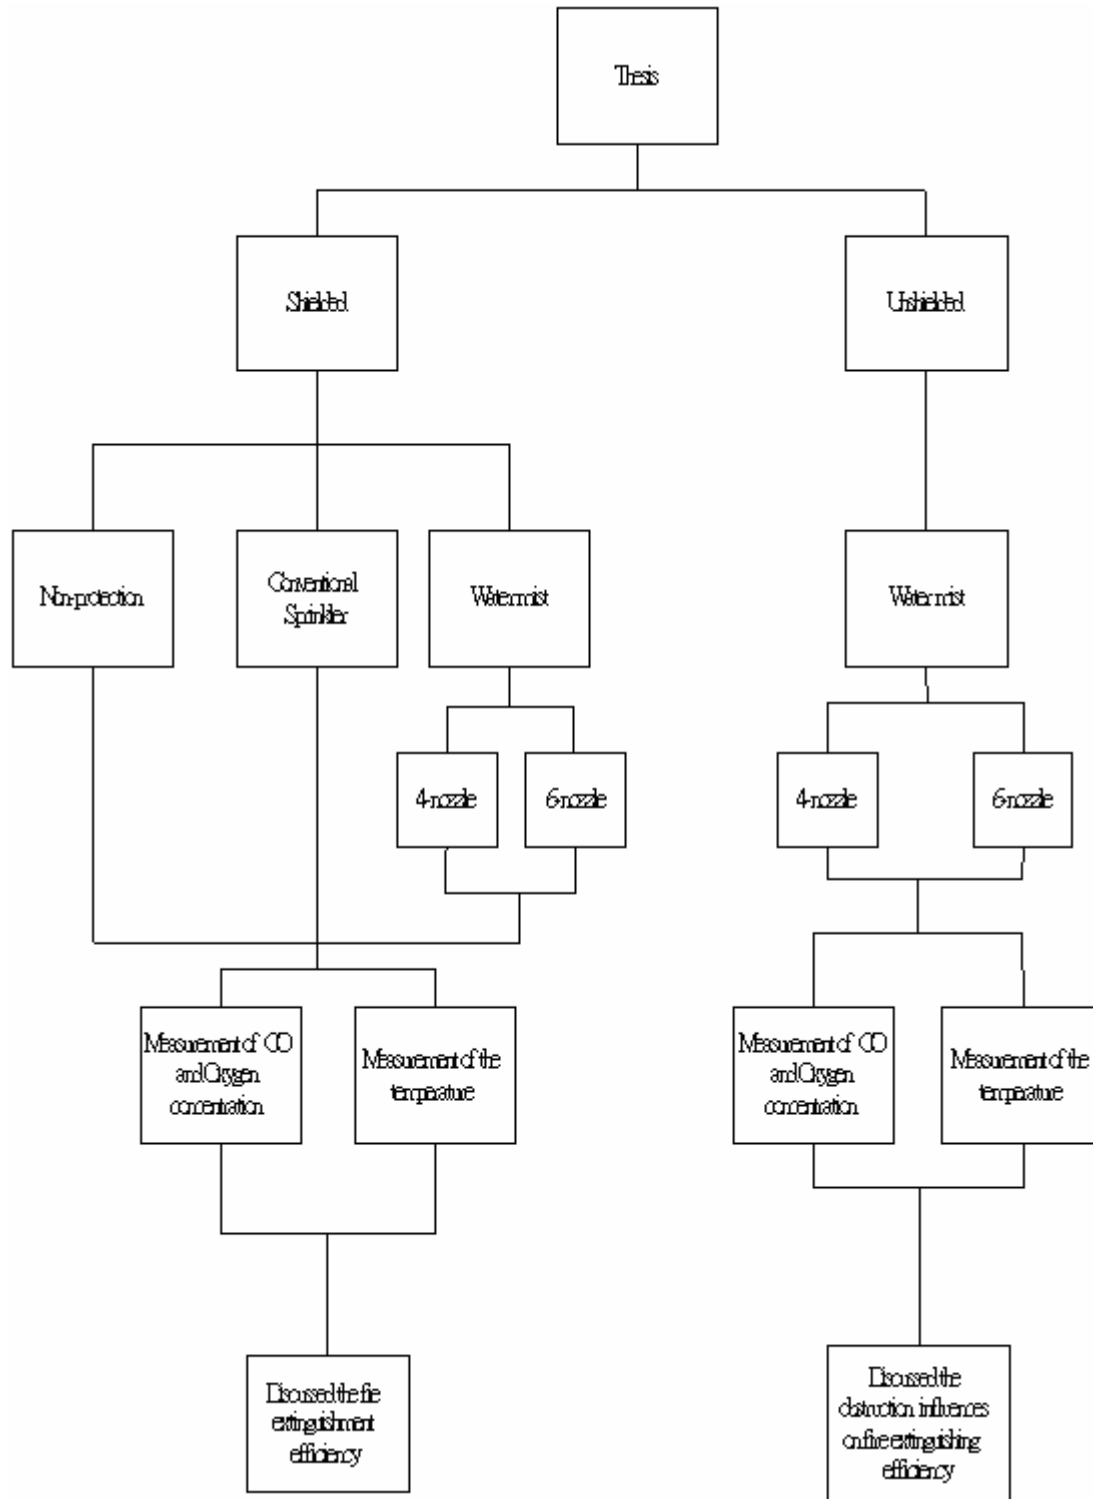 Thesis
Shielded
Unshielded
Non-protection
Conventional
Sprinkler
Water mist
Water mist
4-nozzle
6-nozzle
4-nozzle
6-nozzle
Measurement of CO
and Oxygen
concentration
Measurement of the
temperature
Measurement of CO
and Oxygen
concentration
Measurement of the
temperature
Discussed the fire
extinguishment
efficiency
Discussed the
obstruction influences
on fire extinguishing
efficiency